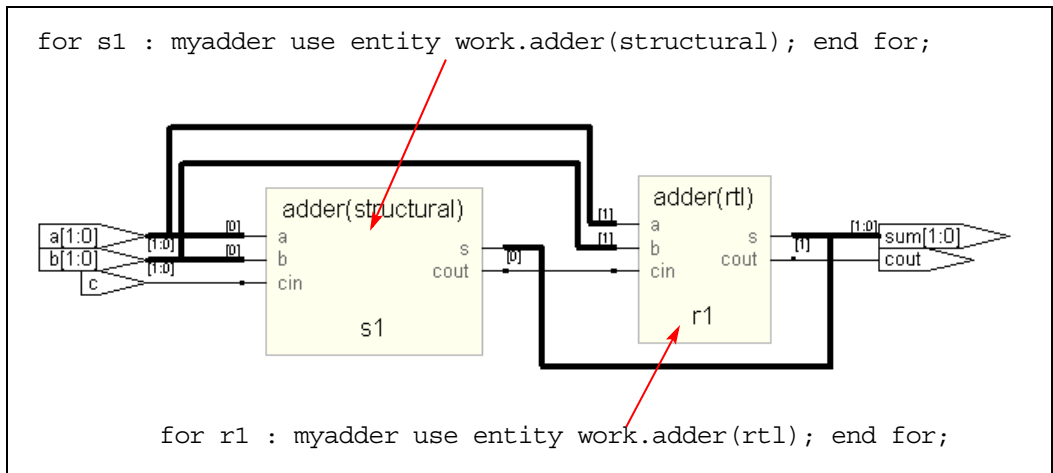 for s1 : myadder use entity work.adder(structural); end for;
adder(structural)
adder(rtl)
a[1:0]
b[1:0]
c
[1:0]
[1:0]
[0]
[0]
a
b
cin
s
cout
s1
[0]
[1]
[1]
a
b
cin
s
cout
r1
[1:0]
[1]
sum[1:0]
cout
for r1 : myadder use entity work.adder(rtl); end for;